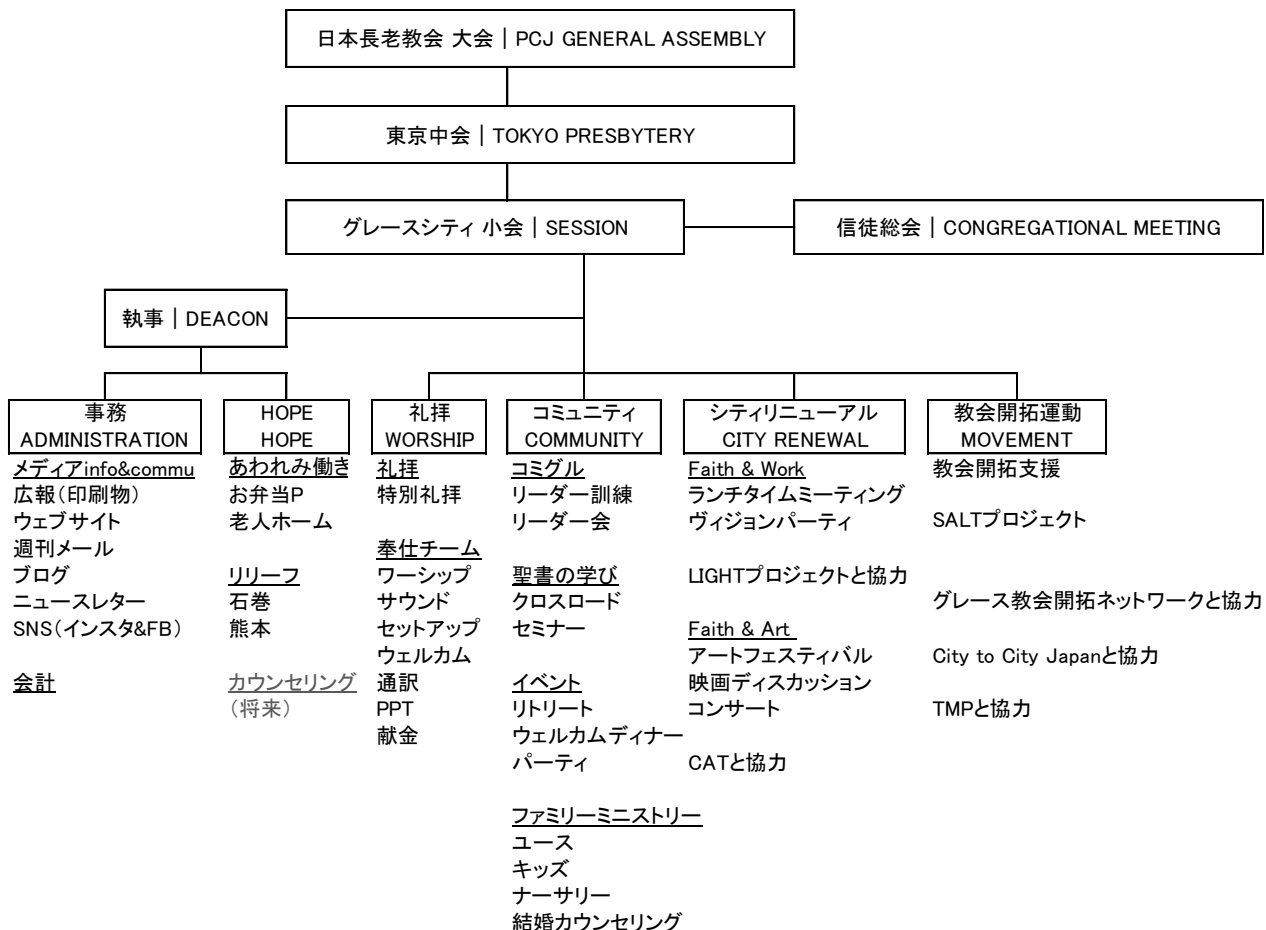 日本長老教会 大会 | PCJ GENERAL ASSEMBLY
東京中会 | TOKYO PRESBYTERY
グレースシティ 小会 | SESSION
信徒総会 | CONGREGATIONAL MEETING
執事 | DEACON
事務
ADMINISTRATION
メディアinfo&commu
広報(印刷物)
ウェブサイト
週刊メール
ブログ
ニュースレター
SNS(インスタ&FB)
会計
HOPE
HOPE
あわれみ働き
お弁当P
老人ホーム
リリーフ
石巻
熊本
カウンセリング
(将来)
礼拝
WORSHIP
礼拝
特別礼拝
奉仕チーム
ワーシップ
サウンド
セットアップ
ウェルカム
通訳
PPT
献金
コミュニティ
COMMUNITY
コミグル
リーダー訓練
リーダー会
聖書の学び
クロスロード
セミナー
イベント
リトリート
ウェルカムディナー
パーティ
ファミリーミニストリー
ユース
キッズ
ナーサリー
結婚カウンセリング
シティリニューアル
CITY RENEWAL
Faith & Work
ランチタイムミーティング
ヴィジョンパーティ
LIGHTプロジェクトと協力
Faith & Art
アートフェスティバル
映画ディスカッション
コンサート
CATと協力
教会開拓運動
MOVEMENT
教会開拓支援
SALTプロジェクト
グレース教会開拓ネットワークと協力
City to City Japanと協力
TMPと協力